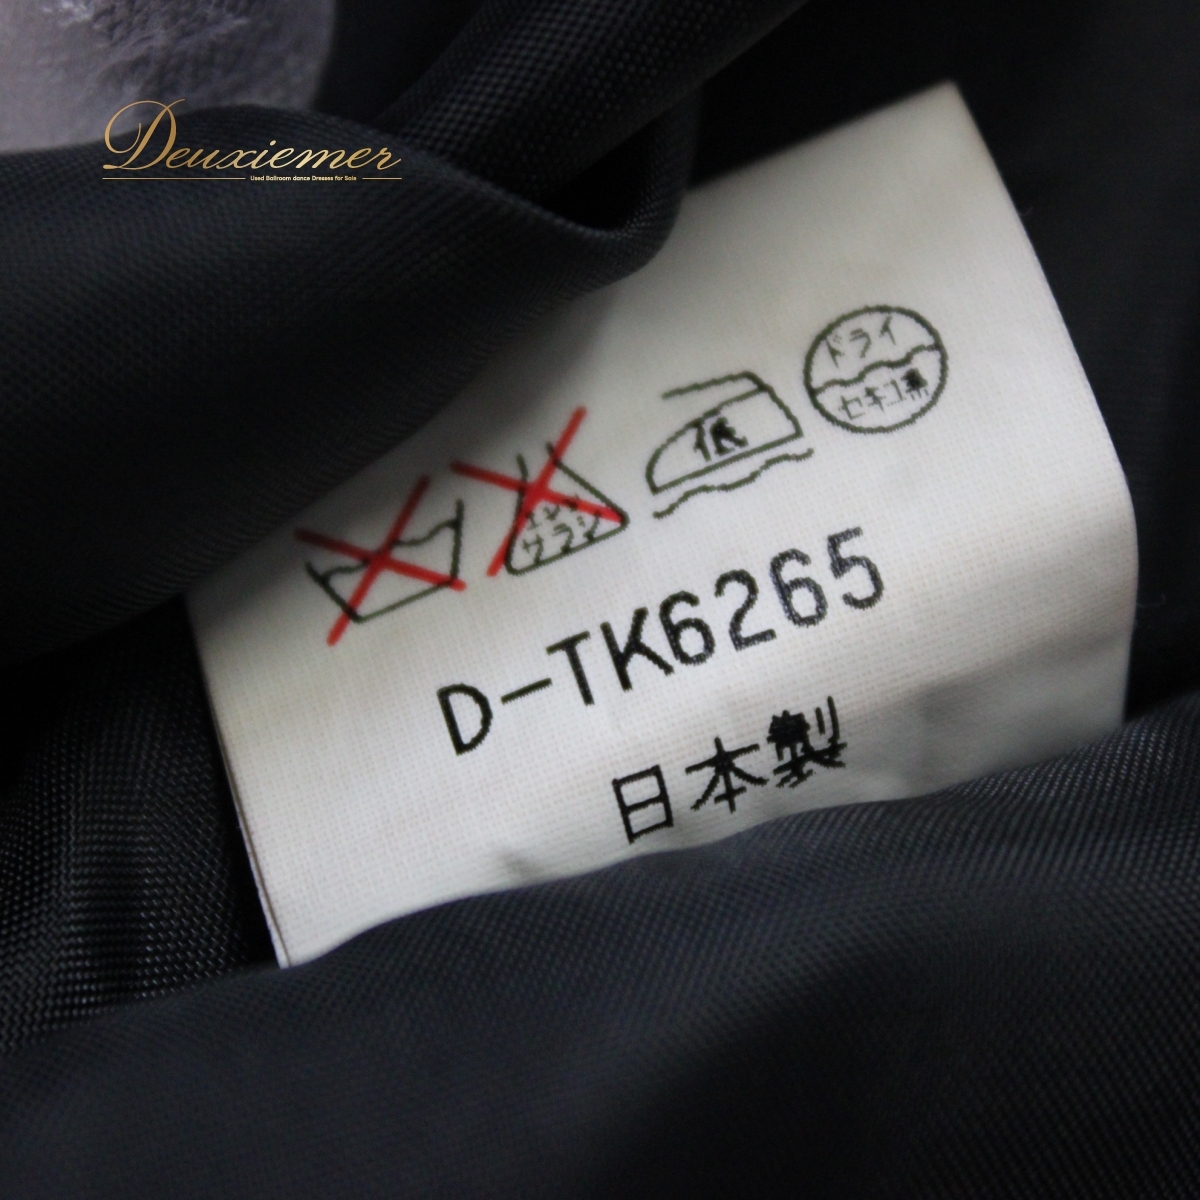 Deuxiemer
Used Ballroom dance Dresses for Sale
ドライ
セキユ系
低
エンソ
サラシ
D-TK6265
日本製